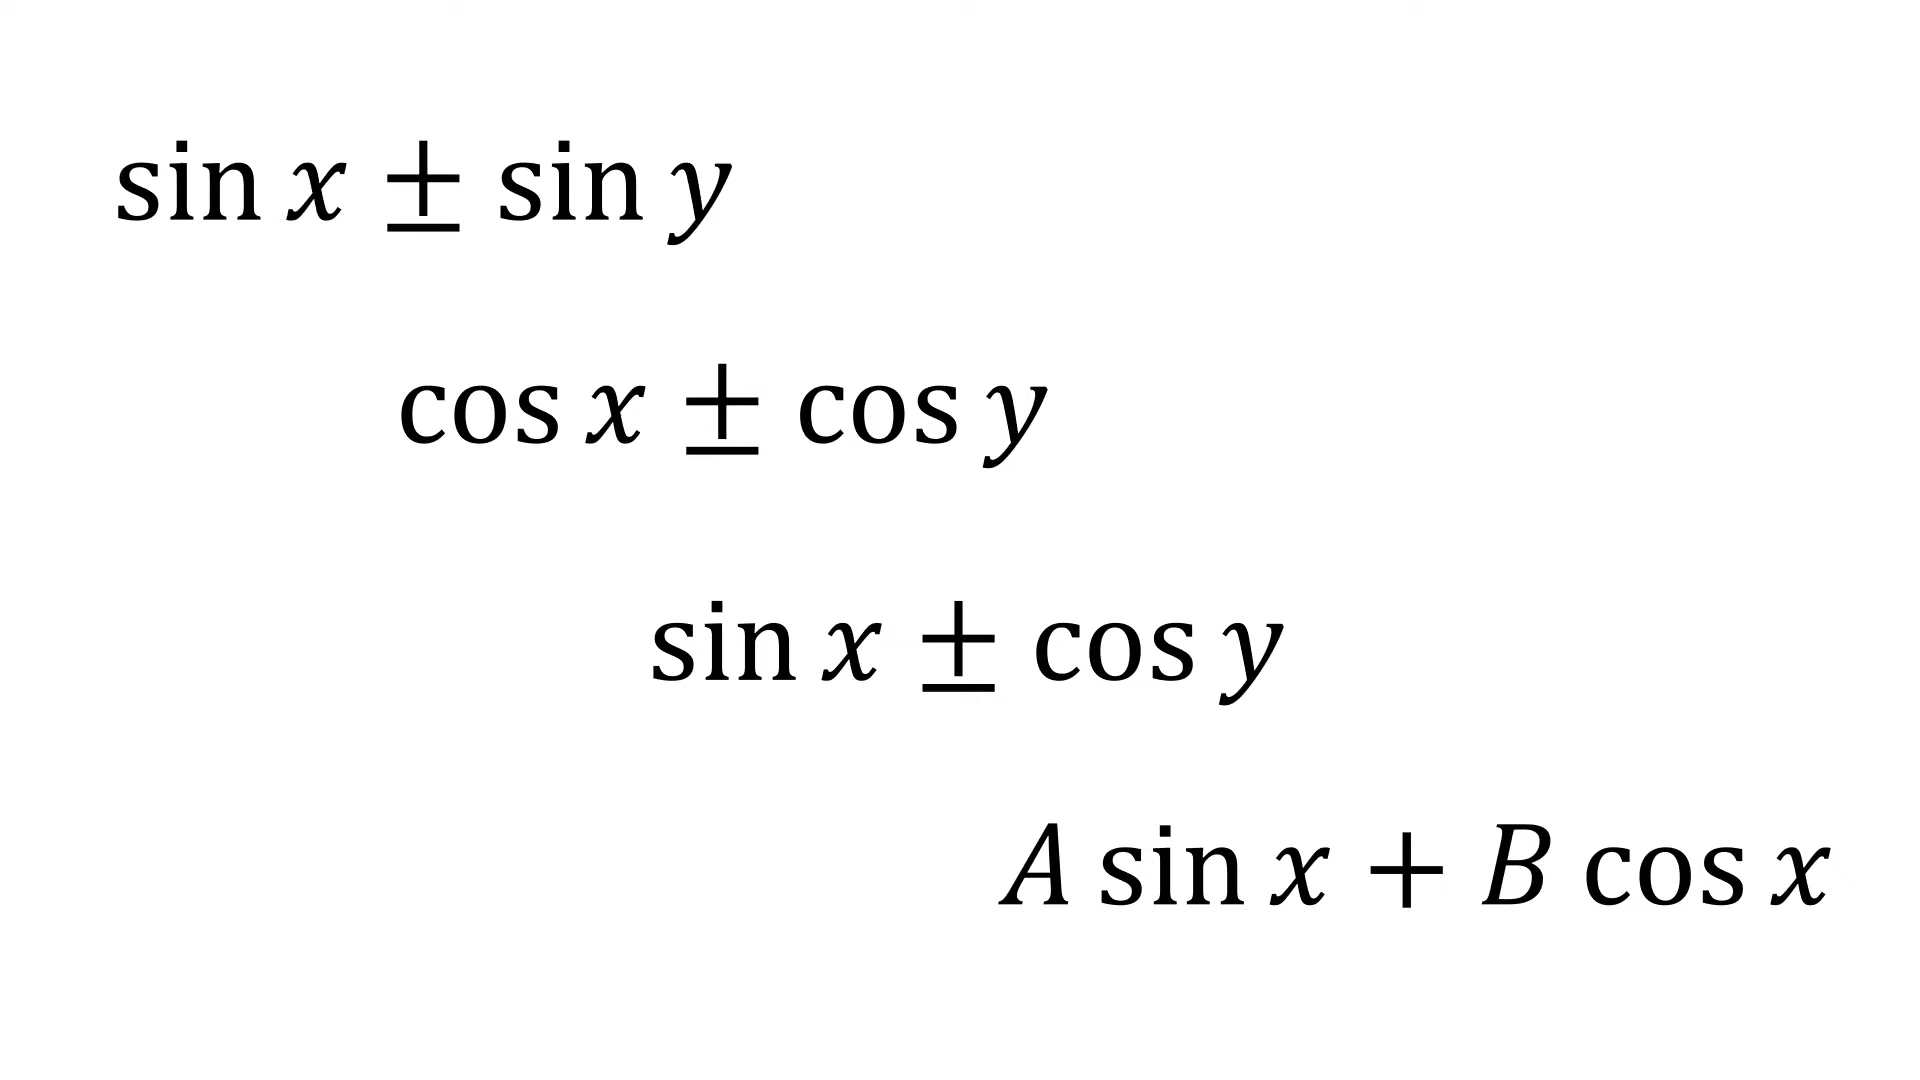 sin x ± sin y
cos x ± cos y
sin x ± cos y
A sin x + B cos x